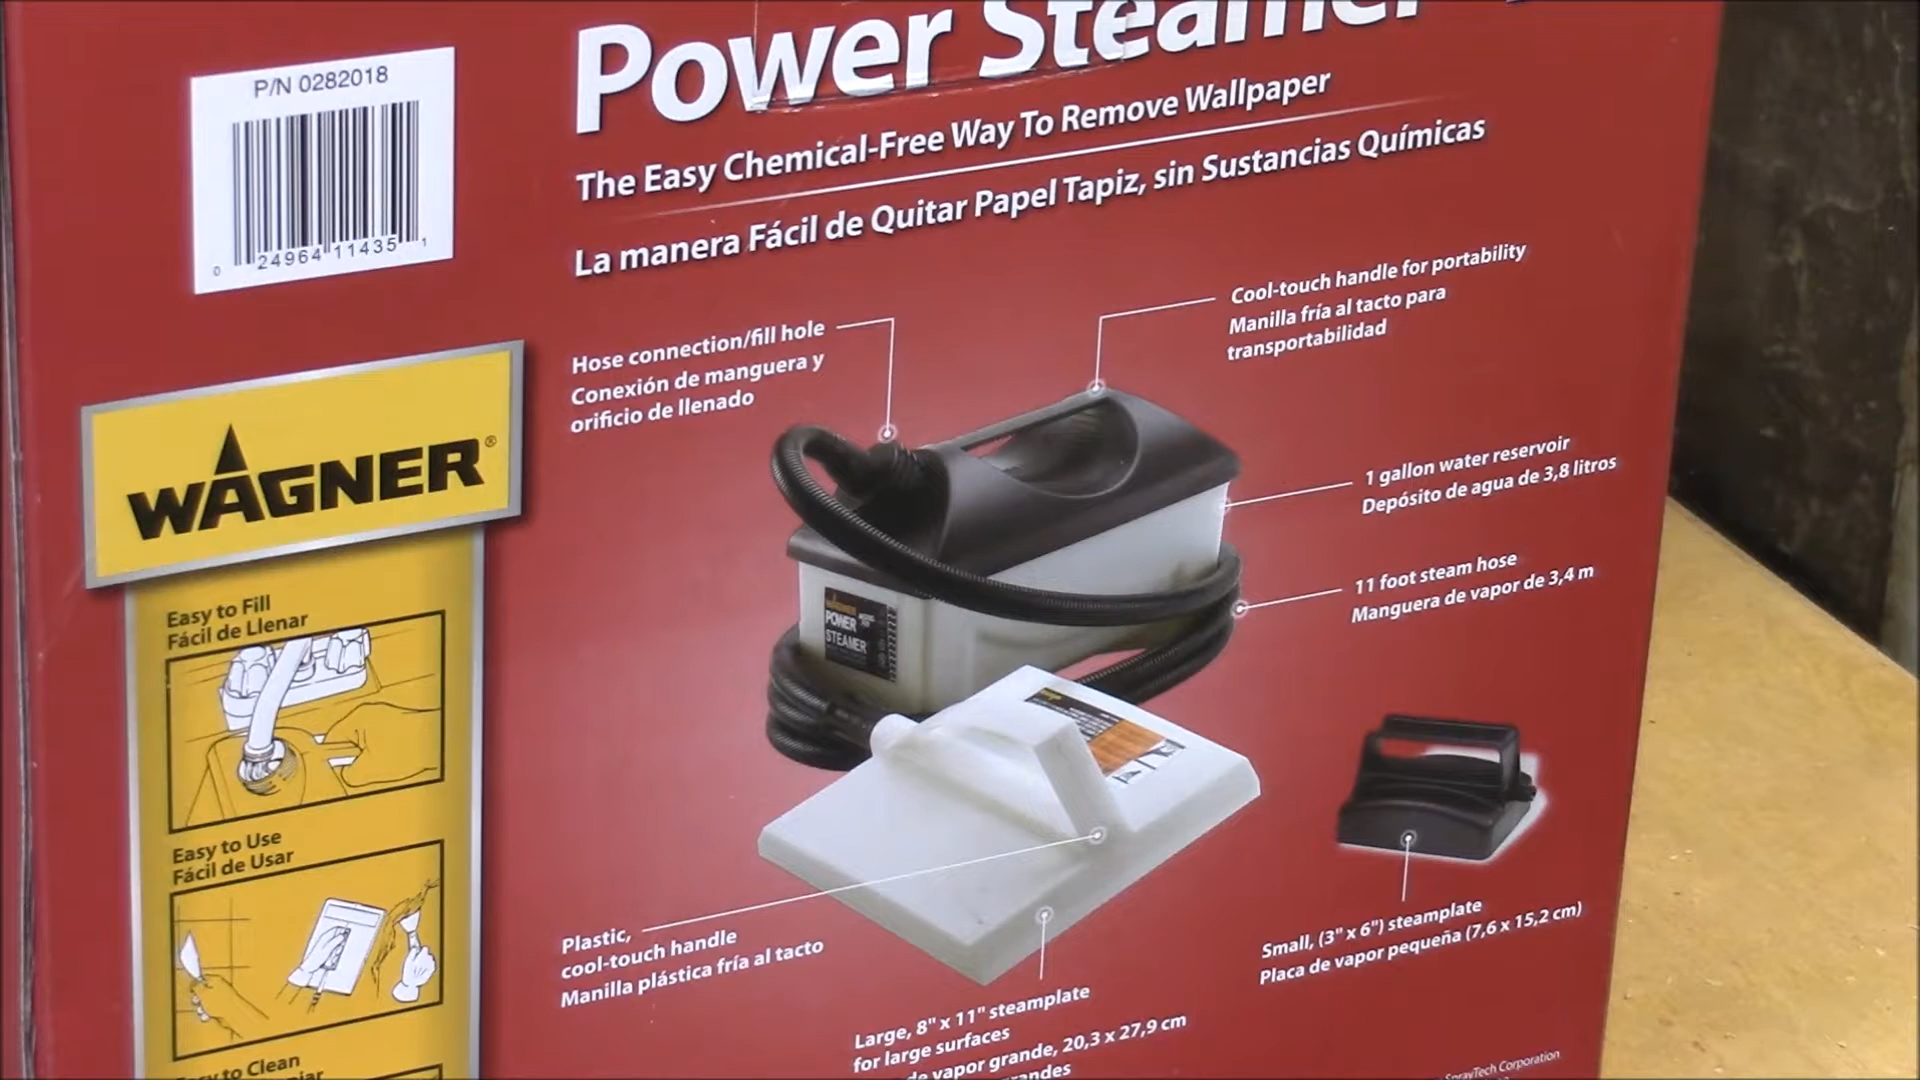 P/N 0282018
0 24964 11435 1
Power Steamer
The Easy Chemical-Free Way To Remove Wallpaper
La manera Fácil de Quitar Papel Tapiz, sin Sustancias Químicas
Hose connection/fill hole
Conexión de manguera y
orificio de llenado
Cool-touch handle for portability
Manilla fría al tacto para
transportabilidad
1 gallon water reservoir
Depósito de agua de 3,8 litros
11 foot steam hose
Manguera de vapor de 3,4 m
WAGNER®
Easy to Fill
Fácil de Llenar
Easy to Use
Fácil de Usar
to Clean
WAGNER
POWER
STEAMER
Plastic,
cool-touch handle
Manilla plástica fría al tacto
Large, 8" x 11" steamplate
for large surfaces
de vapor grande, 20,3 x 27,9 cm
Small, (3" x 6") steamplate
Placa de vapor pequeña (7,6 x 15,2 cm)
SprayTech Corporation